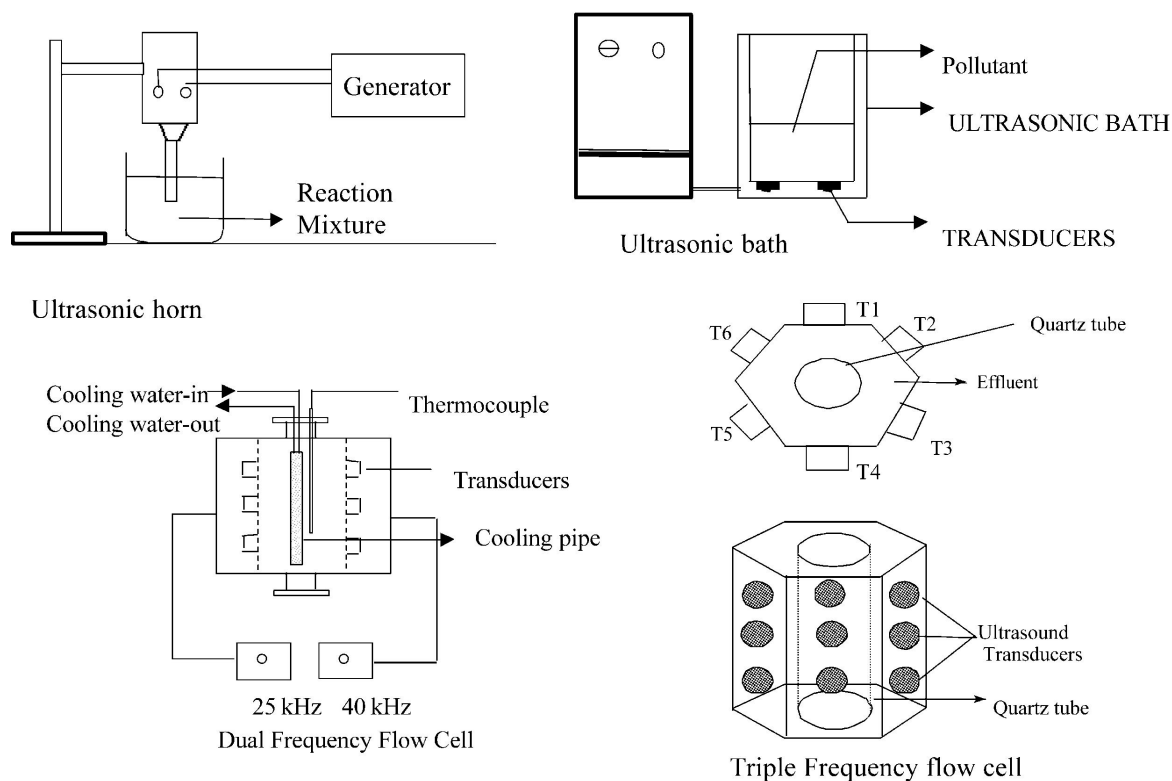 Generator
Reaction
Mixture
Ultrasonic horn
Pollutant
ULTRASONIC BATH
TRANSDUCERS
Ultrasonic bath
Cooling water-in
Cooling water-out
Thermocouple
Transducers
Cooling pipe
25 kHz 40 kHz
Dual Frequency Flow Cell
T1
T2
T6
Quartz tube
Effluent
T5
T3
T4
Ultrasound
Transducers
Quartz tube
Triple Frequency flow cell